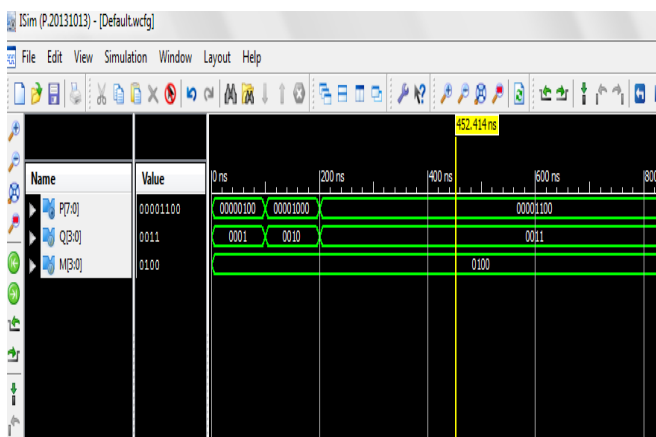 ISim (P.20131013) - [Default.wcfg]
File Edit View Simulation Window Layout Help
452.414 ns
Name Value 0 ns 200 ns 400 ns 600 ns 800
P[7:0] 00001100 00000100 00001000 00001100
Q[3:0] 0011 0001 0010 0011
M[3:0] 0100 0100